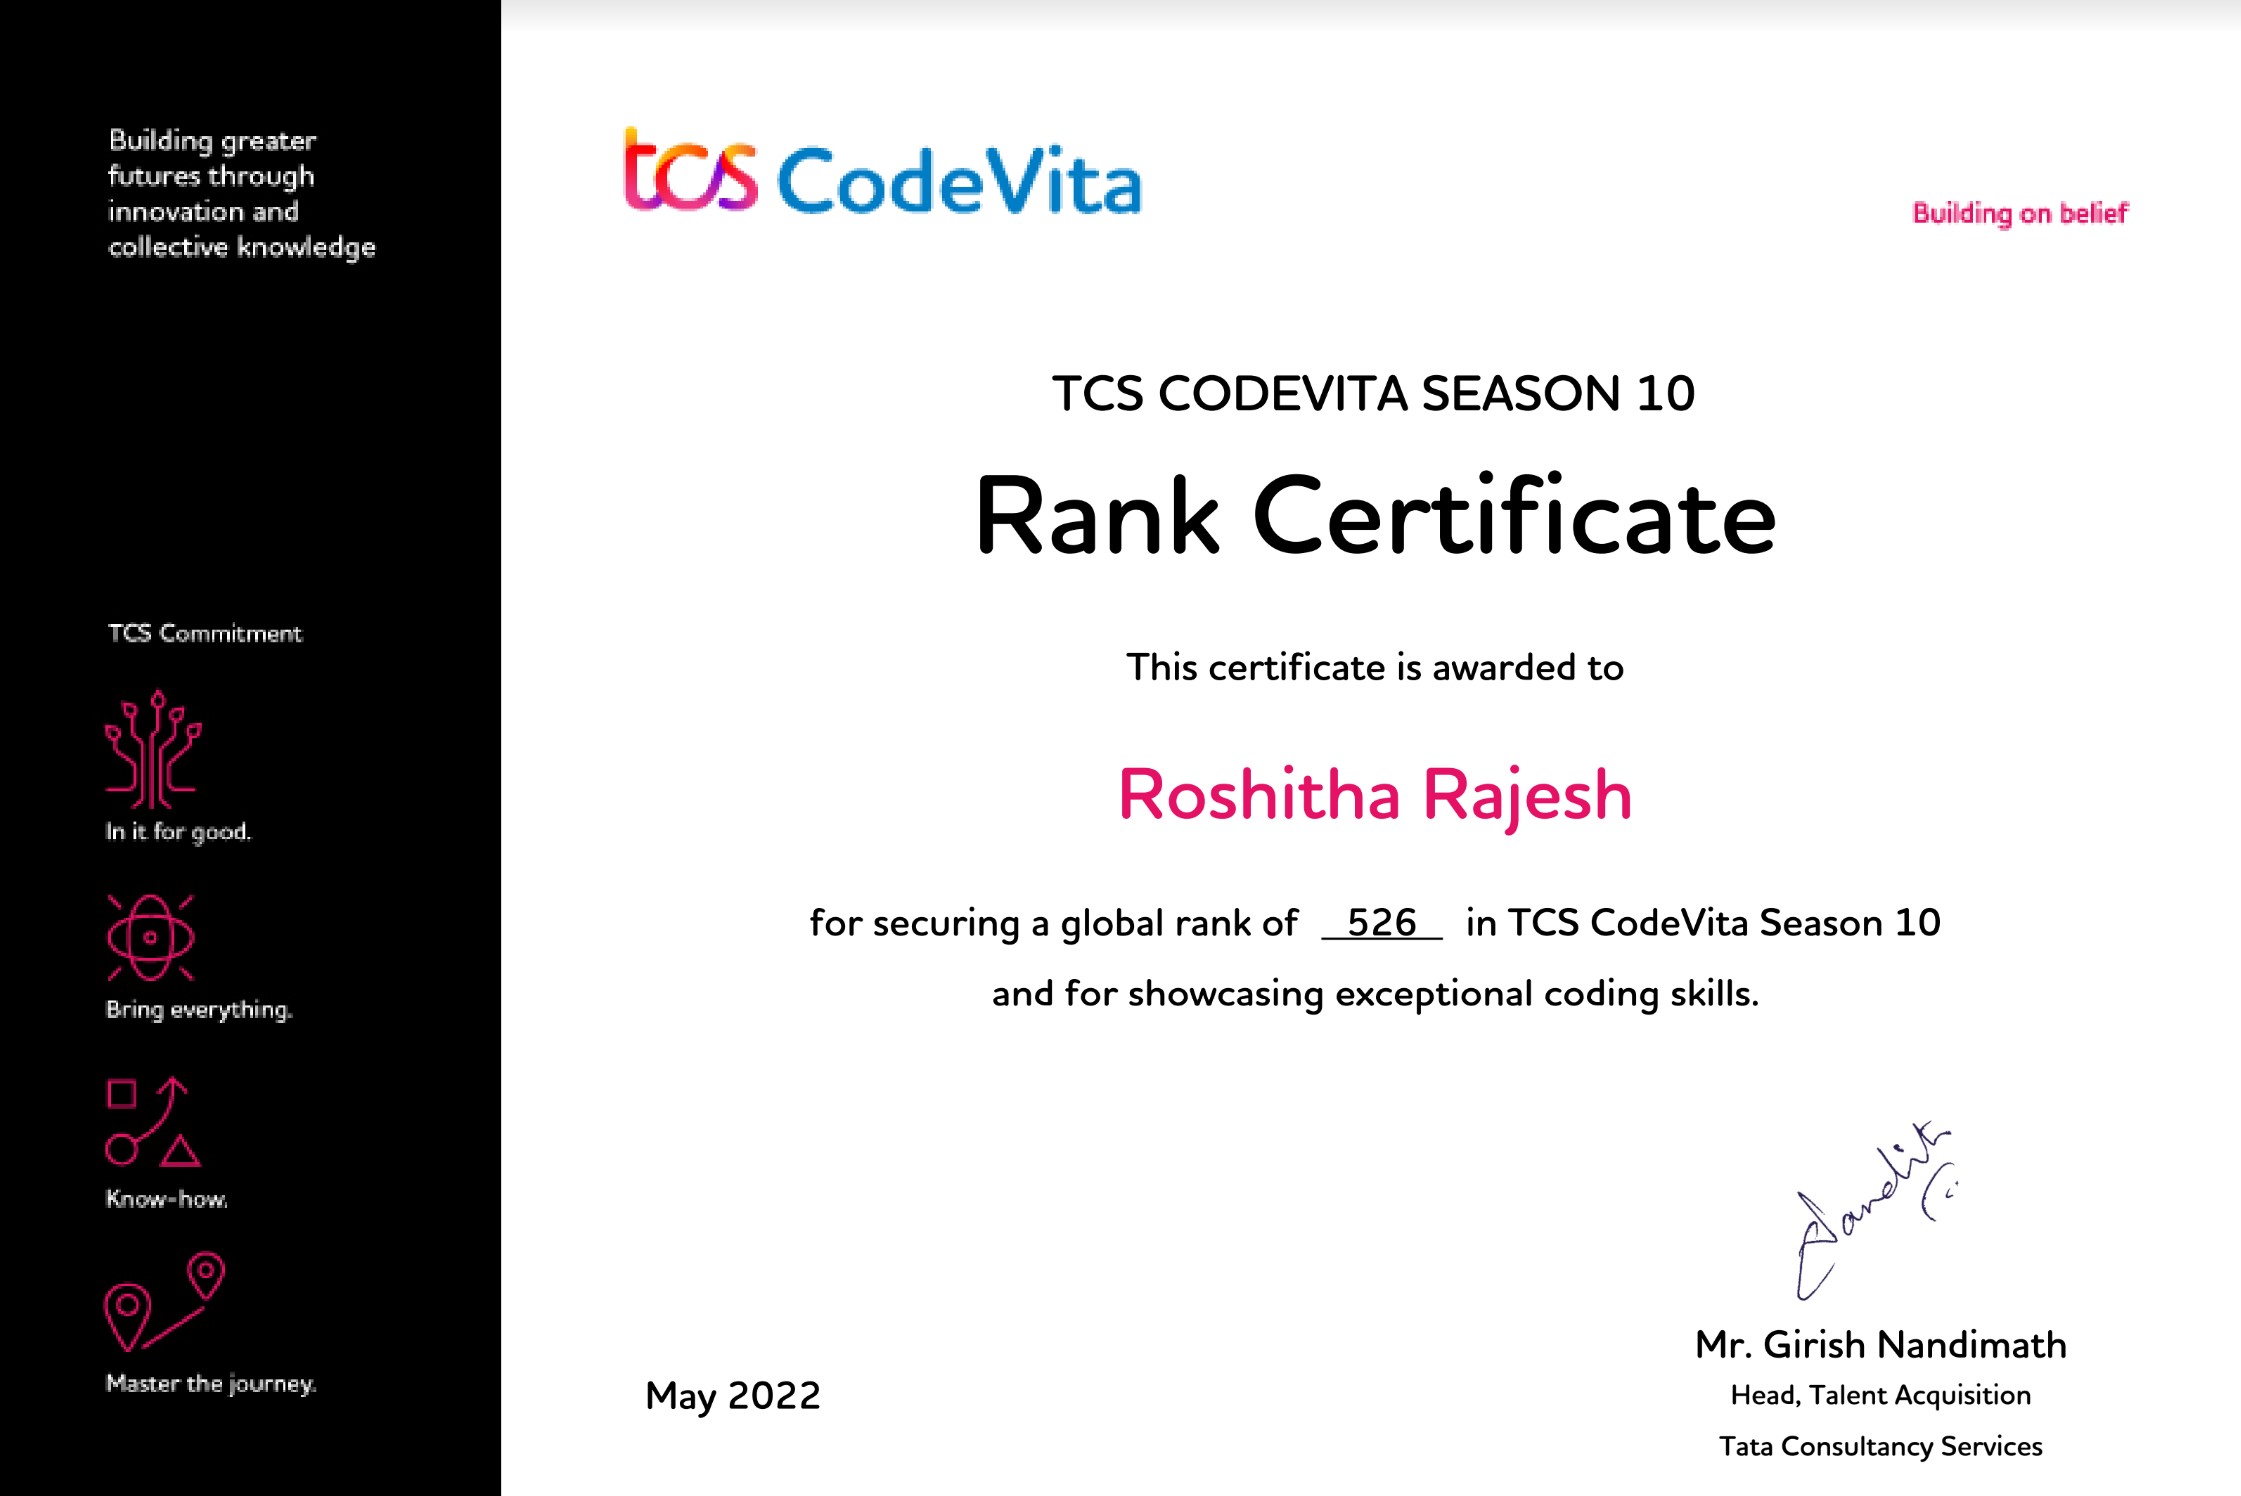 Building greater
futures through
innovation and
collective knowledge
TCS Commitment
In it for good.
Bring everything.
Know-how.
Master the journey.
tcs CodeVita
Building on belief
TCS CODEVITA SEASON 10
Rank Certificate
This certificate is awarded to
Roshitha Rajesh
for securing a global rank of 526 in TCS CodeVita Season 10
and for showcasing exceptional coding skills.
May 2022
Mr. Girish Nandimath
Head, Talent Acquisition
Tata Consultancy Services